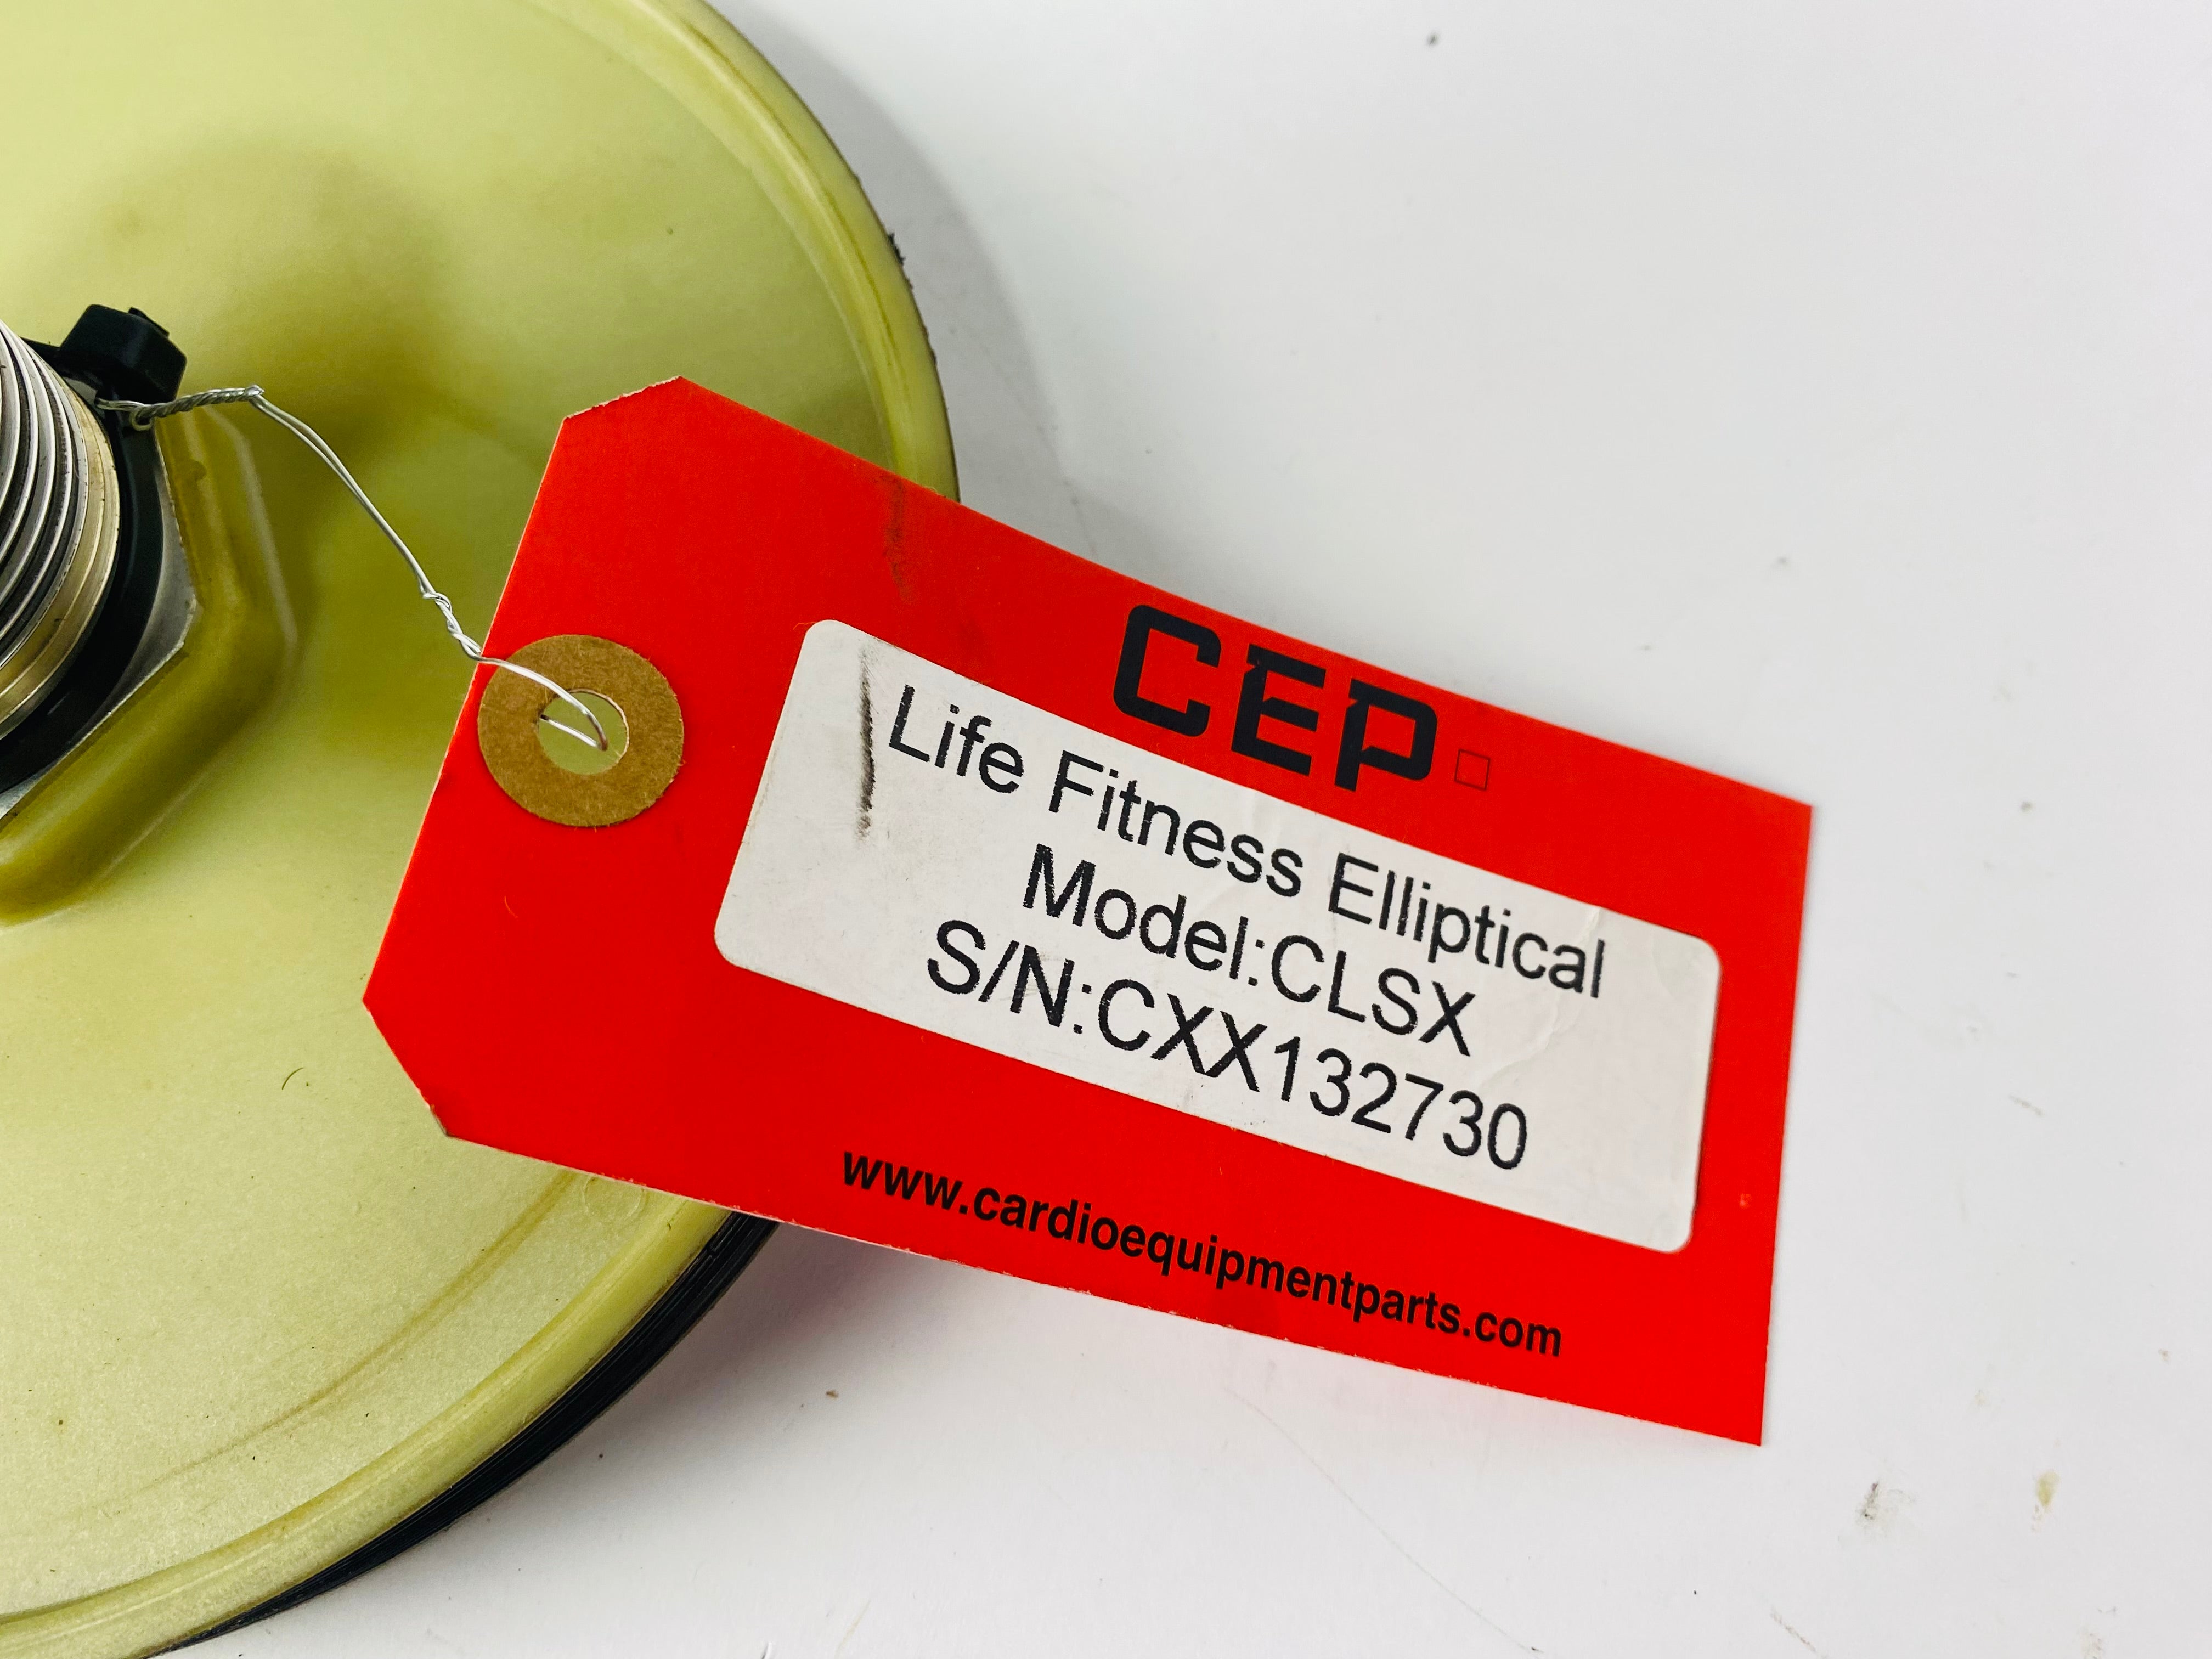 CEP
Life Fitness Elliptical
Model:CLSX
S/N:CXX132730
www.cardioequipmentparts.com